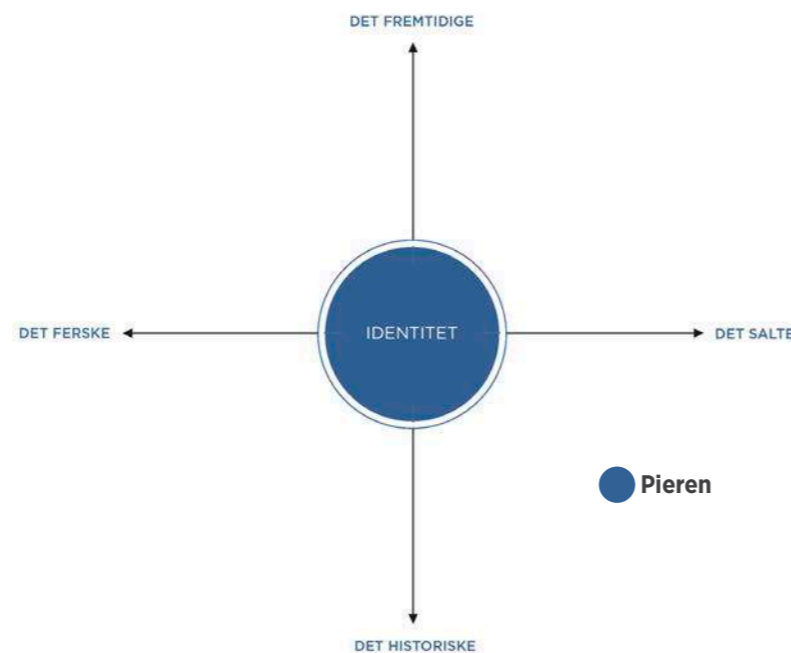 DET FREMTIDIGE
DET FERSKE
IDENTITET
DET SALTE
Pieren
DET HISTORISKE